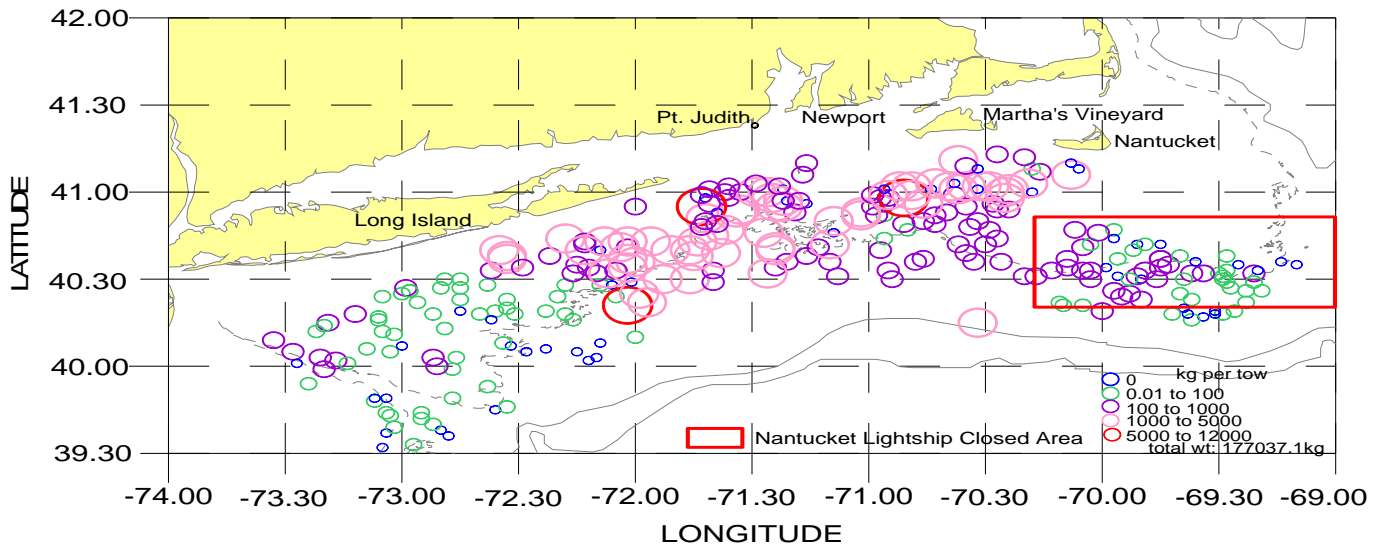 42.00
41.30
Pt. Judith
Newport
Martha's Vineyard
Nantucket
41.00
Long Island
LATITUDE
40.30
40.00
kg per tow
0
0.01 to 100
100 to 1000
1000 to 5000
5000 to 12000
total wt: 177037.1kg
Nantucket Lightship Closed Area
39.30
-74.00 -73.30 -73.00 -72.30 -72.00 -71.30 -71.00 -70.30 -70.00 -69.30 -69.00
LONGITUDE